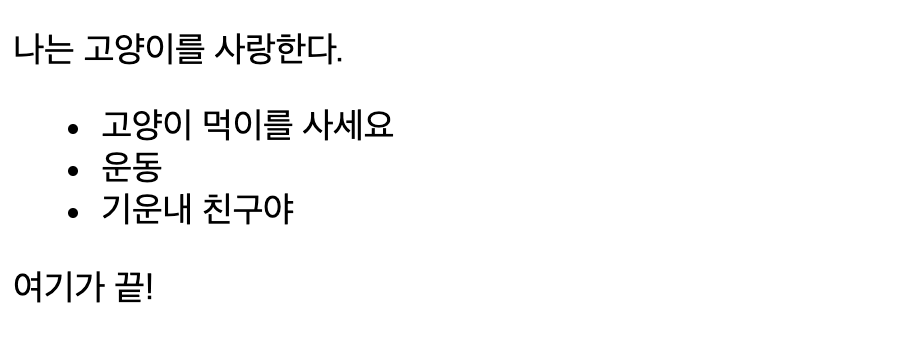 나는 고양이를 사랑한다.
• 고양이 먹이를 사세요
• 운동
• 기운내 친구야
여기가 끝!